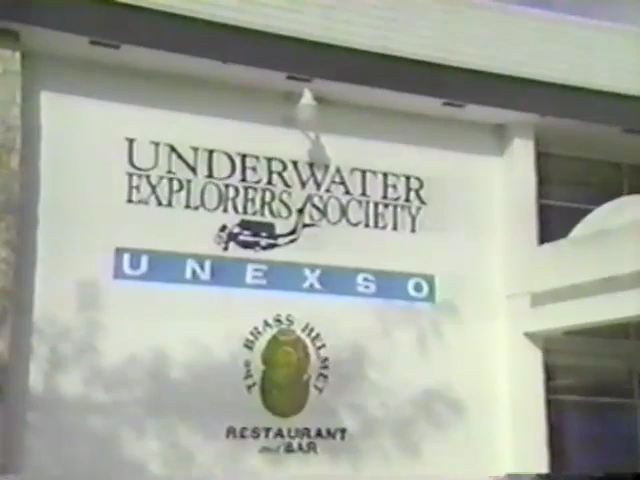 UNDERWATER
EXPLORERS SOCIETY
UNEXSO
The BRASS HELMET
RESTAURANT
and BAR